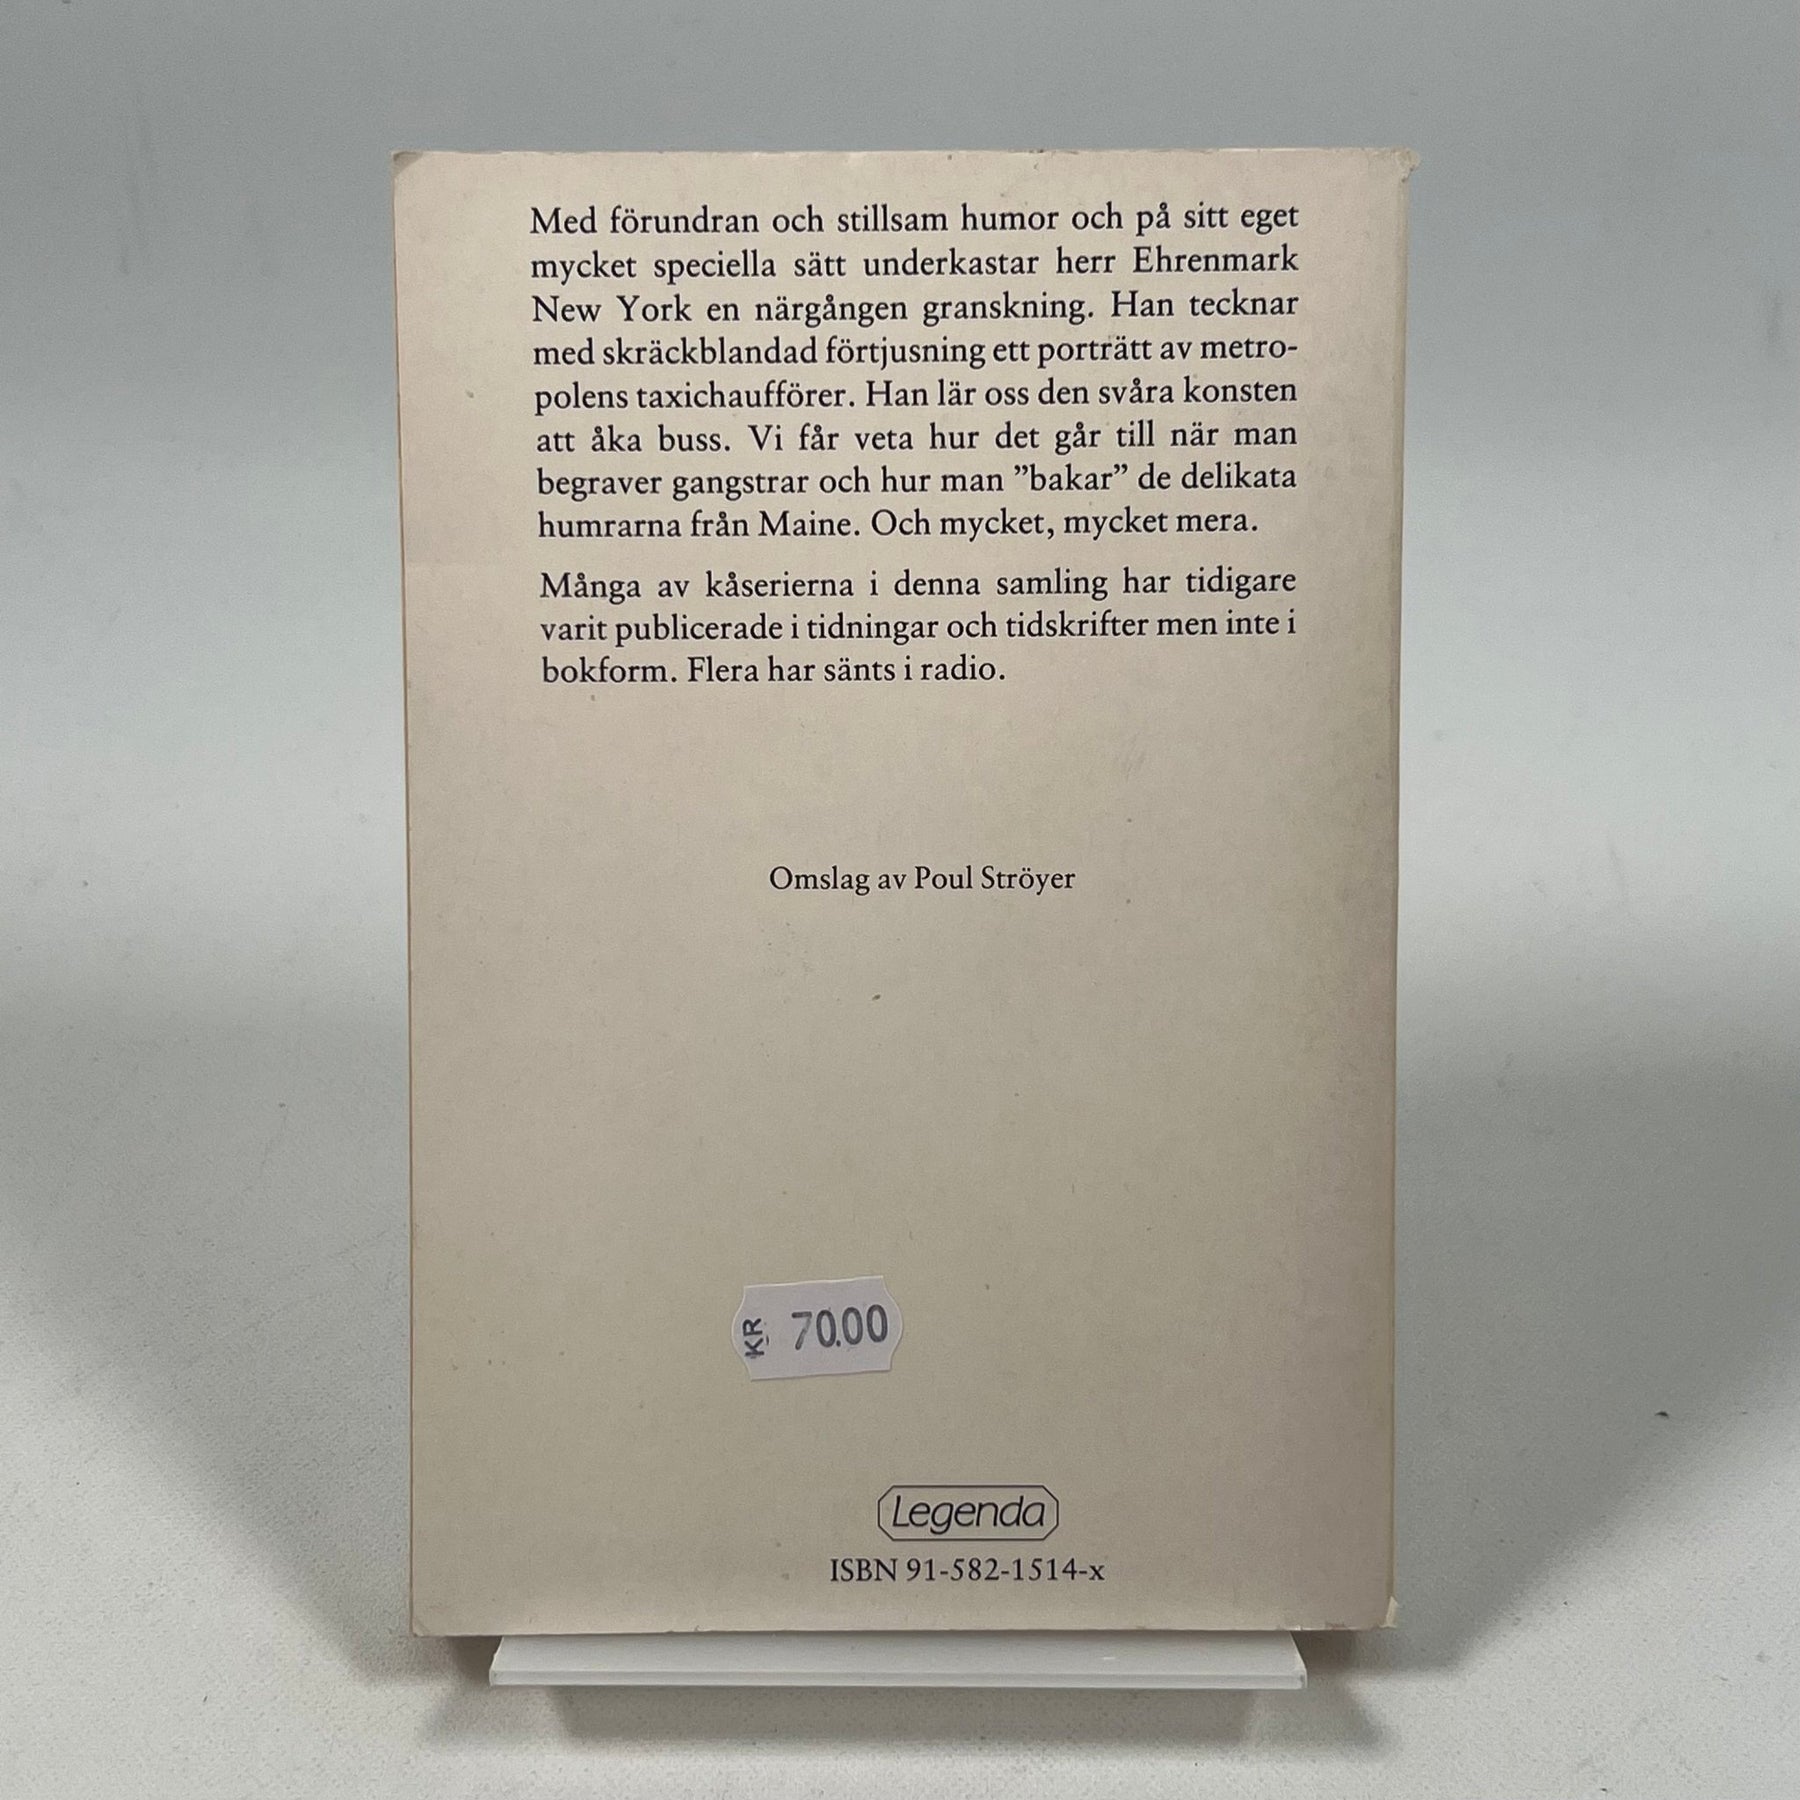 Med förundran och stillsam humor och på sitt eget
mycket speciella sätt underkastar herr Ehrenmark
New York en närgången granskning. Han tecknar
med skräckblandad förtjusning ett porträtt av metro-
polens taxichaufförer. Han lär oss den svåra konsten
att åka buss. Vi får veta hur det går till när man
begraver gangstrar och hur man ”bakar” de delikata
humrarna från Maine. Och mycket, mycket mera.
Många av kåserierna i denna samling har tidigare
varit publicerade i tidningar och tidskrifter men inte i
bokform. Flera har sänts i radio.
Omslag av Poul Ströyer
KR 70.00
Legenda
ISBN 91-582-1514-x